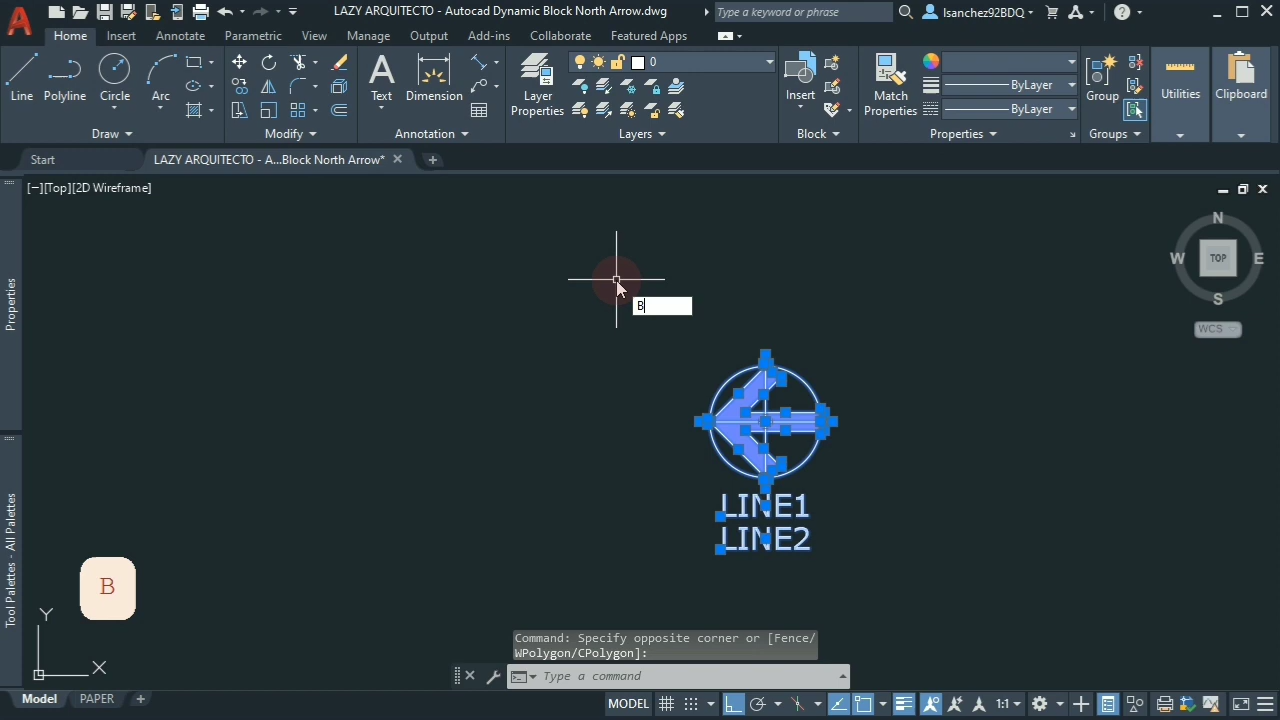 LAZY ARQUITECTO - Autocad Dynamic Block North Arrow.dwg
Type a keyword or phrase
lsanchez92BDQ
Home Insert Annotate Parametric View Manage Output Add-ins Collaborate Featured Apps
Line Polyline Circle Arc
Text Dimension
Layer Properties
0
Insert
Match Properties
ByLayer
ByLayer
Group
Utilities
Clipboard
Draw Modify Annotation Layers Block Properties Groups
Start
LAZY ARQUITECTO - A...Block North Arrow*
[−][Top][2D Wireframe]
N
W TOP E
S
WCS
Properties
B
LINE1
LINE2
Tool Palettes - All Palettes
B
Y
X
Command: Specify opposite corner or [Fence/
WPolygon/CPolygon]:
Type a command
Model PAPER
MODEL
1:1